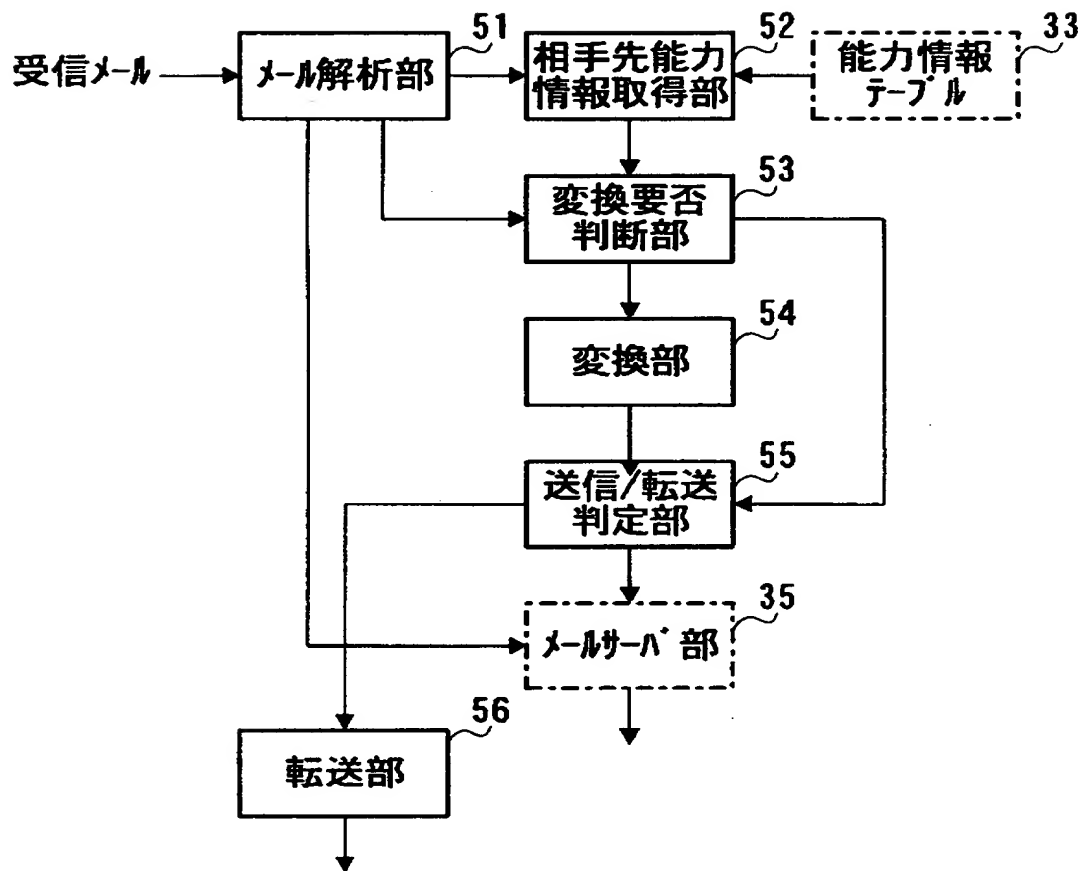 51
52
33
受信メール
メール解析部
相手先能力
情報取得部
能力情報
テーブル
53
変換要否
判断部
54
変換部
55
送信/転送
判定部
35
メールサーバ部
56
転送部